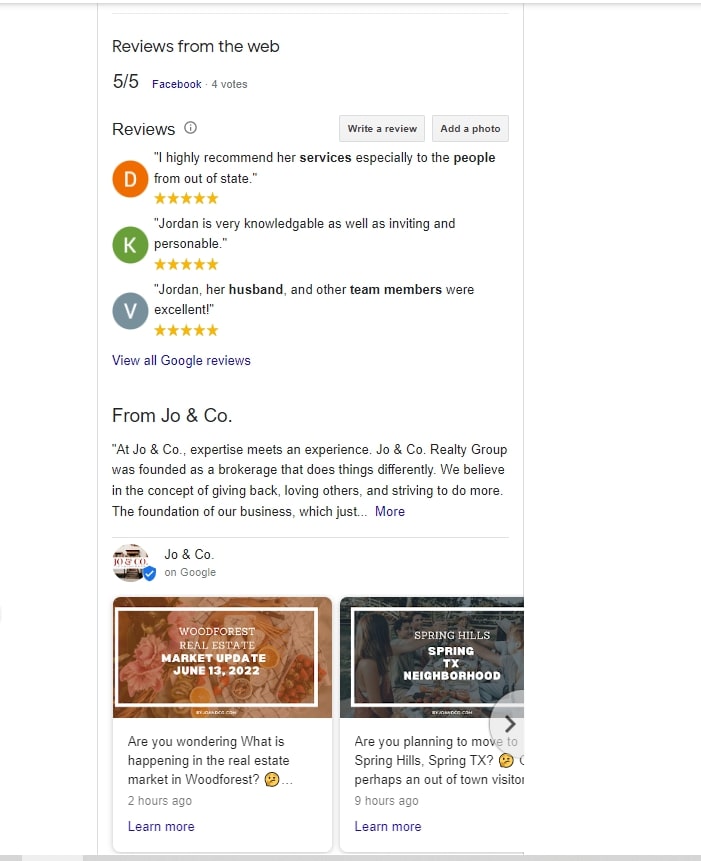 Reviews from the web
5/5 Facebook · 4 votes
Reviews
Write a review
Add a photo
D
"I highly recommend her services especially to the people
from out of state."
K
"Jordan is very knowledgable as well as inviting and
personable."
V
"Jordan, her husband, and other team members were
excellent!"
View all Google reviews
From Jo & Co.
"At Jo & Co., expertise meets an experience. Jo & Co. Realty Group
was founded as a brokerage that does things differently. We believe
in the concept of giving back, loving others, and striving to do more.
The foundation of our business, which just... More
JO & CO.
Jo & Co.
on Google
WOODFOREST
REAL ESTATE
MARKET UPDATE
JUNE 13, 2022
BYJOANDCO.COM
Are you wondering What is
happening in the real estate
market in Woodforest? 🤔...
2 hours ago
Learn more
SPRING HILLS
SPRING
TX
NEIGHBORHOOD
BYJOANDCO.COM
Are you planning to move to
Spring Hills, Spring TX? 🤔
perhaps an out of town visitor
9 hours ago
Learn more